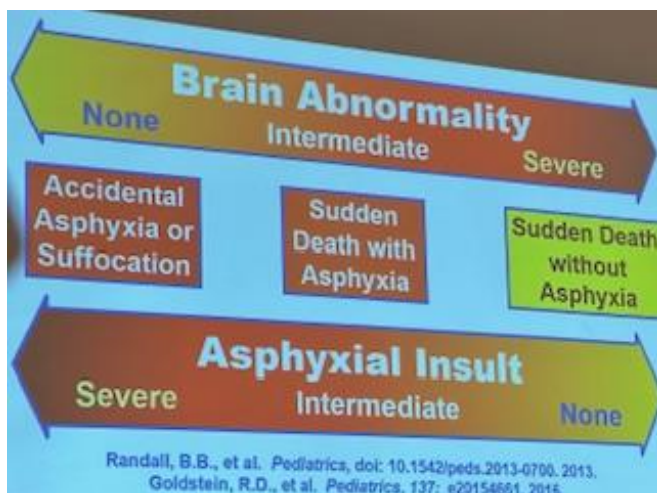 Brain Abnormality
None Intermediate Severe
Accidental
Asphyxia or
Suffocation
Sudden
Death with
Asphyxia
Sudden Death
without
Asphyxia
Asphyxial Insult
Severe Intermediate None
Randall, B.B., et al. Pediatrics, doi: 10.1542/peds.2013-0700. 2013.
Goldstein, R.D., et al. Pediatrics, 137: e20154661, 2016